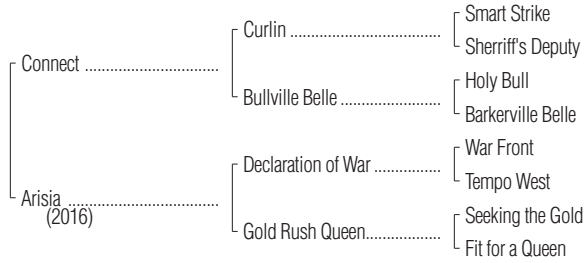 Smart Strike
Curlin ..........................
Sherriff's Deputy
Connect ..................................
Holy Bull
Bullville Belle ...................
Barkerville Belle
War Front
Declaration of War .............
Tempo West
Arisia ......................................
(2016)
Seeking the Gold
Gold Rush Queen...............
Fit for a Queen